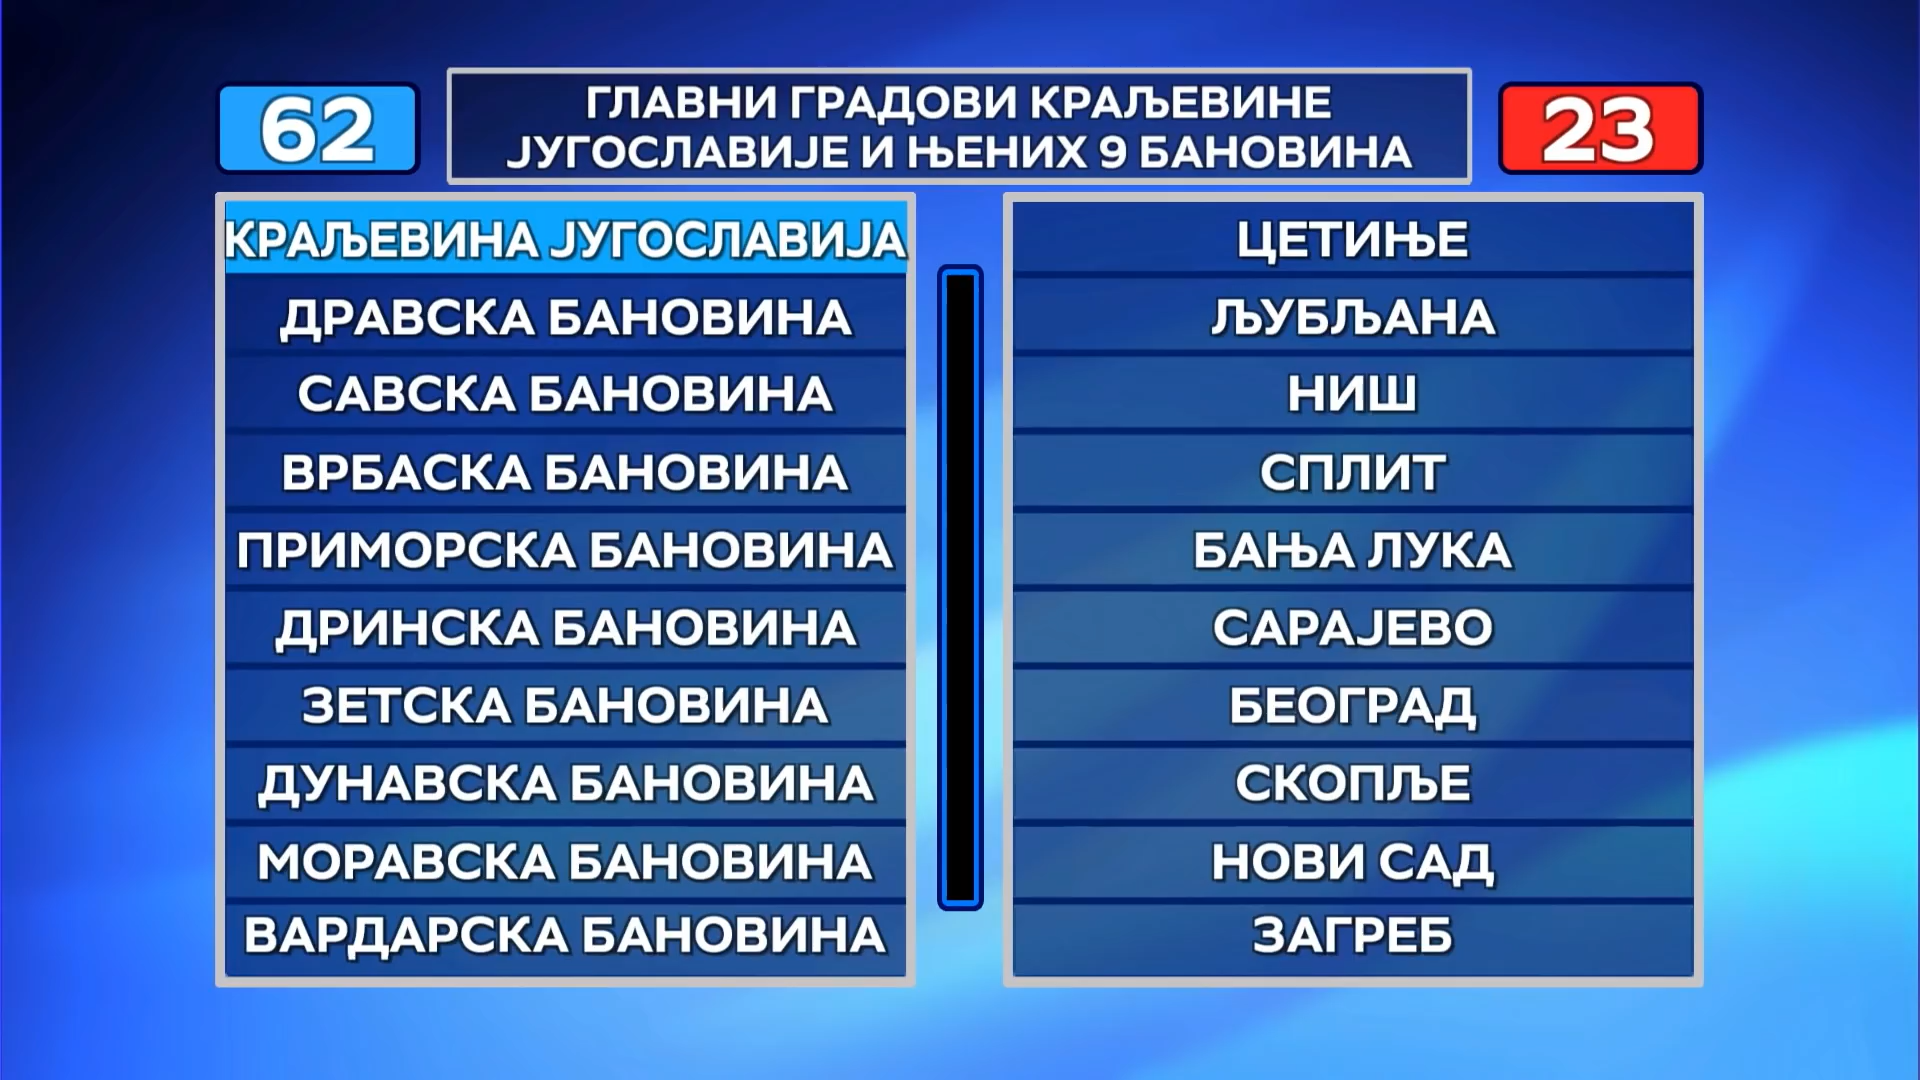 62
ГЛАВНИ ГРАДОВИ КРАЉЕВИНЕ
ЈУГОСЛАВИЈЕ И ЊЕНИХ 9 БАНОВИНА
23
КРАЉЕВИНА ЈУГОСЛАВИЈА
ДРАВСКА БАНОВИНА
САВСКА БАНОВИНА
ВРБАСКА БАНОВИНА
ПРИМОРСКА БАНОВИНА
ДРИНСКА БАНОВИНА
ЗЕТСКА БАНОВИНА
ДУНАВСКА БАНОВИНА
МОРАВСКА БАНОВИНА
ВАРДАРСКА БАНОВИНА
ЦЕТИЊЕ
ЉУБЉАНА
НИШ
СПЛИТ
БАЊА ЛУКА
САРАЈЕВО
БЕОГРАД
СКОПЉЕ
НОВИ САД
ЗАГРЕБ